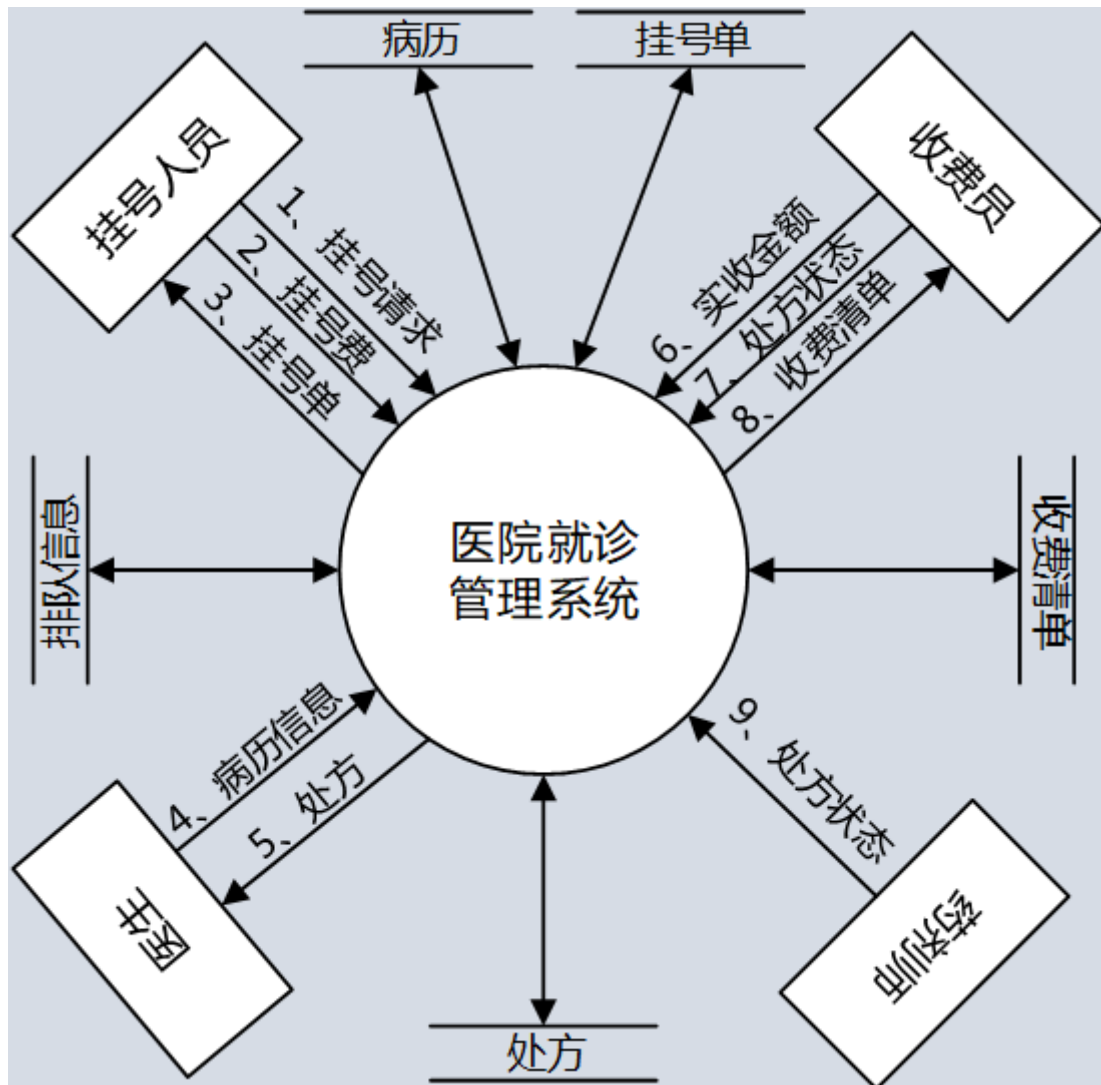 病历
挂号单
挂号人员
收费员
1、挂号请求
2、挂号费
3、挂号单
6、实收金额
7、处方状态
8、收费清单
排队信息
医院就诊
管理系统
收费清单
4、病历信息
5、处方
9、处方状态
医生
药剂师
处方